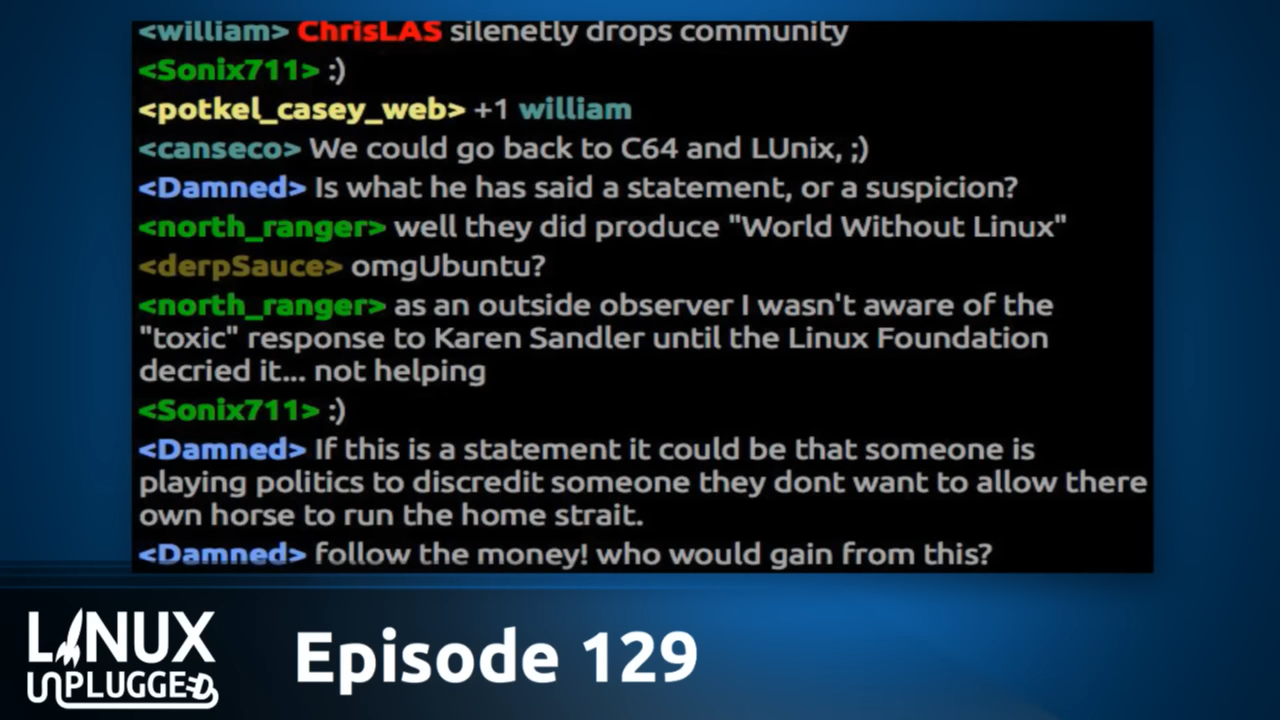 <william> ChrisLAS silenetly drops community
<Sonix711> :)
<potkel_casey_web> +1 william
<canseco> We could go back to C64 and LUnix, ;)
<Damned> Is what he has said a statement, or a suspicion?
<north_ranger> well they did produce "World Without Linux"
<derpSauce> omgUbuntu?
<north_ranger> as an outside observer I wasn't aware of the
"toxic" response to Karen Sandler until the Linux Foundation
decried it... not helping
<Sonix711> :)
<Damned> If this is a statement it could be that someone is
playing politics to discredit someone they dont want to allow there
own horse to run the home strait.
<Damned> follow the money! who would gain from this?
LINUX
UNPLUGGED
Episode 129